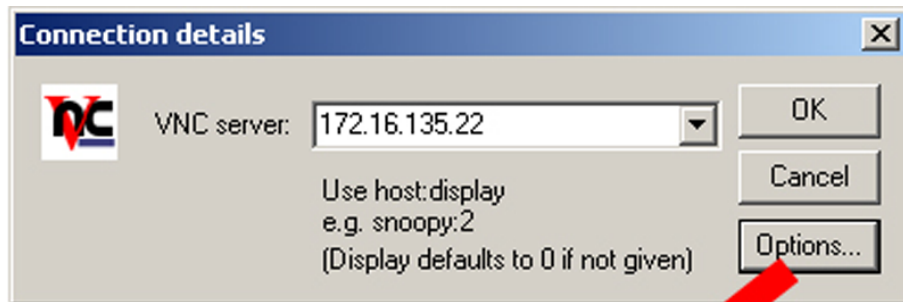 Connection details
VNC
VNC server:
172.16.135.22
OK
Use host:display
e.g. snoopy:2
(Display defaults to 0 if not given)
Cancel
Options...